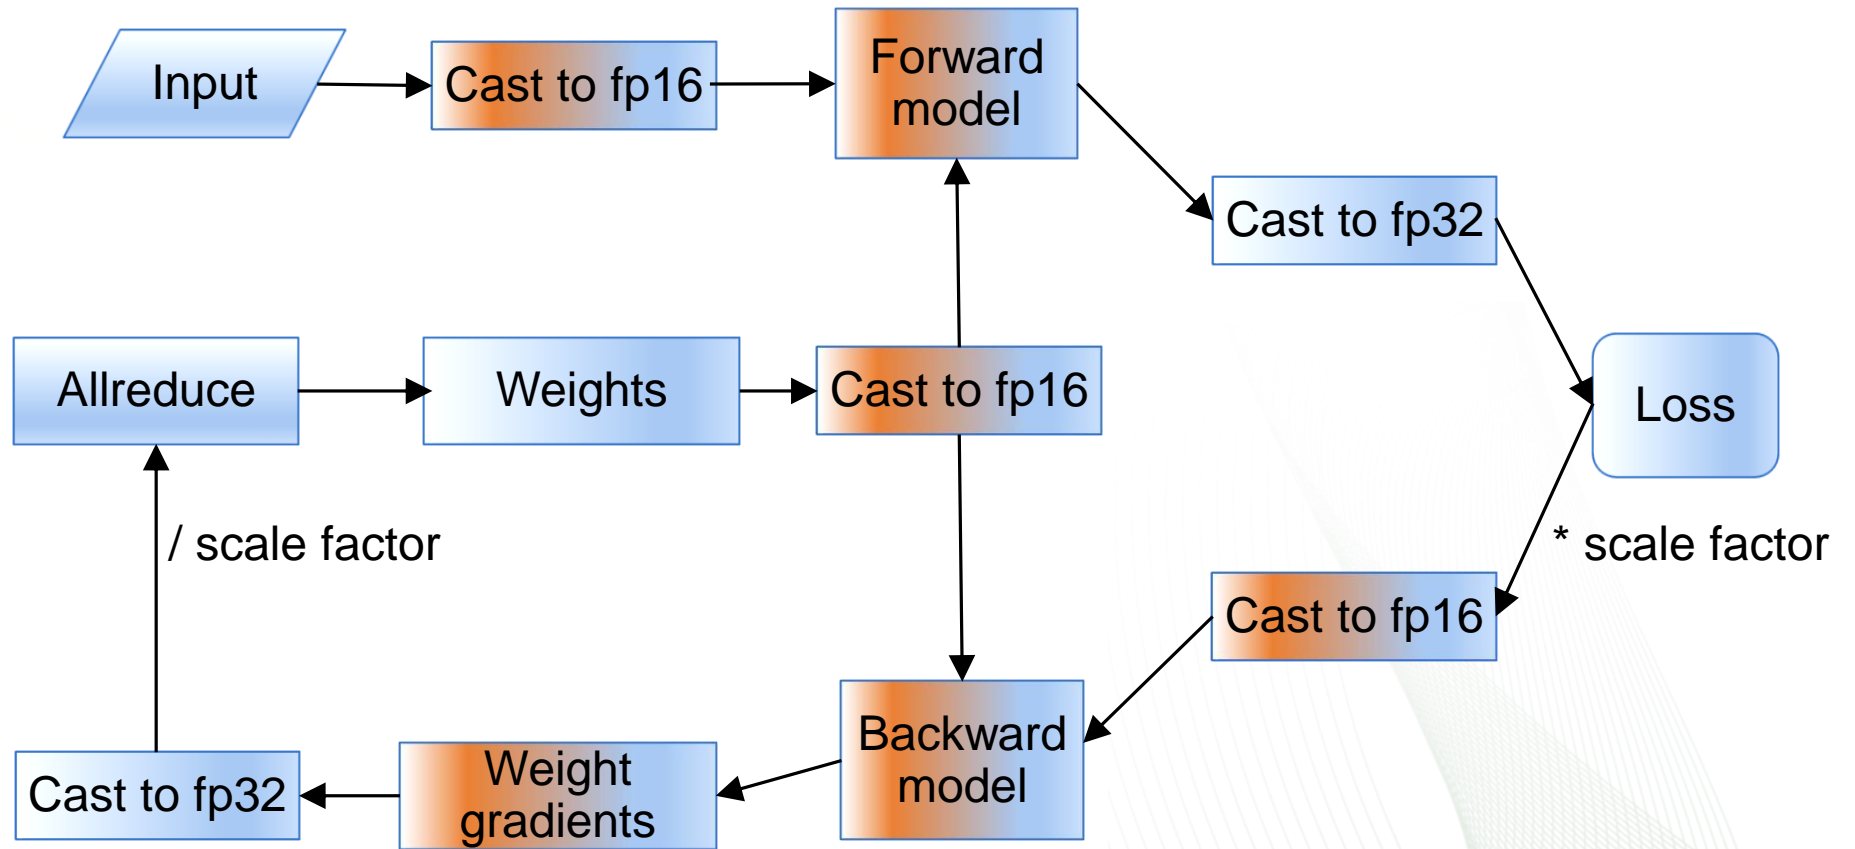 Input
Cast to fp16
Forward
model
Cast to fp32
Allreduce
Weights
Cast to fp16
Loss
/ scale factor
* scale factor
Cast to fp16
Backward
model
Weight
gradients
Cast to fp32